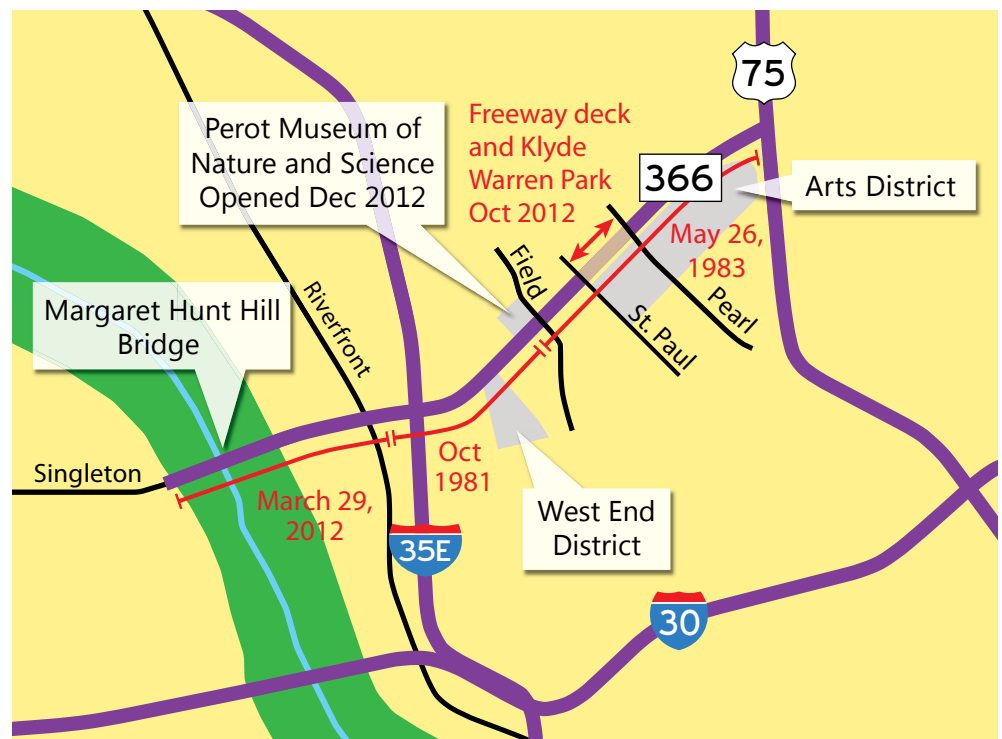 75
Perot Museum of
Nature and Science
Opened Dec 2012
Freeway deck
and Klyde
Warren Park
Oct 2012
366
Arts District
May 26,
1983
Field
Pearl
St. Paul
Riverfront
Margaret Hunt Hill
Bridge
Singleton
March 29,
2012
Oct
1981
West End
District
35E
30